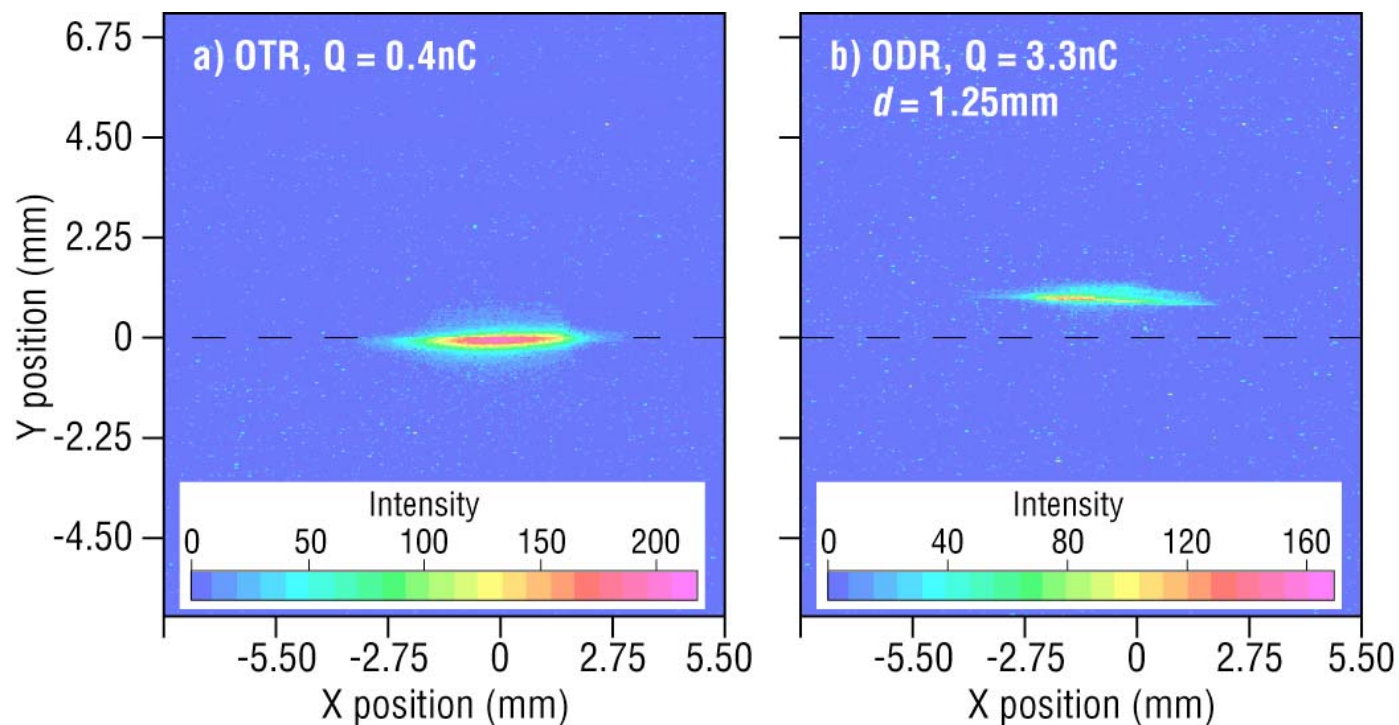 a) OTR, Q = 0.4nC
b) ODR, Q = 3.3nC
d = 1.25mm
6.75
4.50
2.25
0
-2.25
-4.50
Y position (mm)
Intensity
0 50 100 150 200
Intensity
0 40 80 120 160
-5.50 -2.75 0 2.75 5.50
-5.50 -2.75 0 2.75 5.50
X position (mm)
X position (mm)